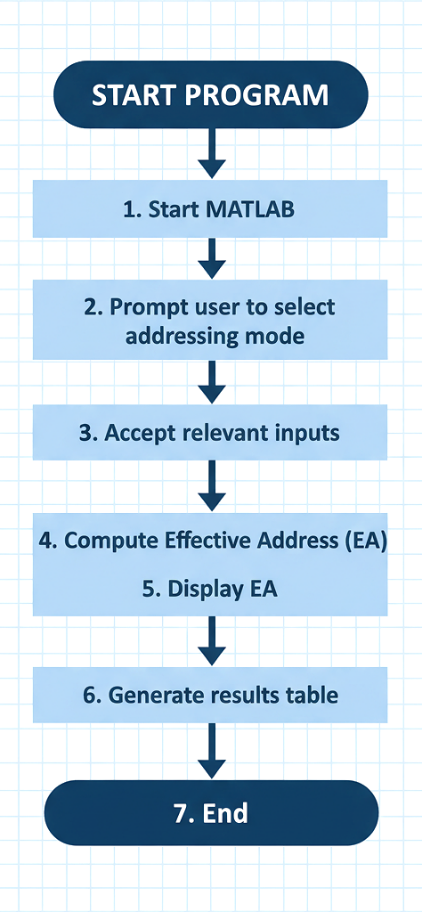 START PROGRAM
1. Start MATLAB
2. Prompt user to select
addressing mode
3. Accept relevant inputs
4. Compute Effective Address (EA)
5. Display EA
6. Generate results table
7. End